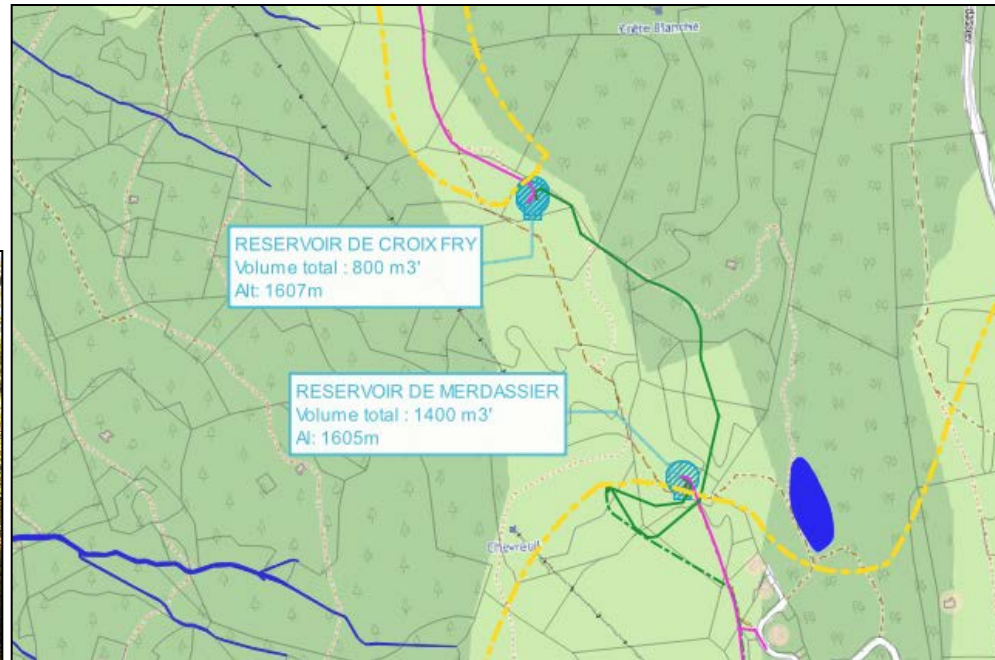 Crête Blanche
RESERVOIR DE CROIX FRY
Volume total : 800 m3'
Alt: 1607m
RESERVOIR DE MERDASSIER
Volume total : 1400 m3'
Al: 1605m
Chevreuil